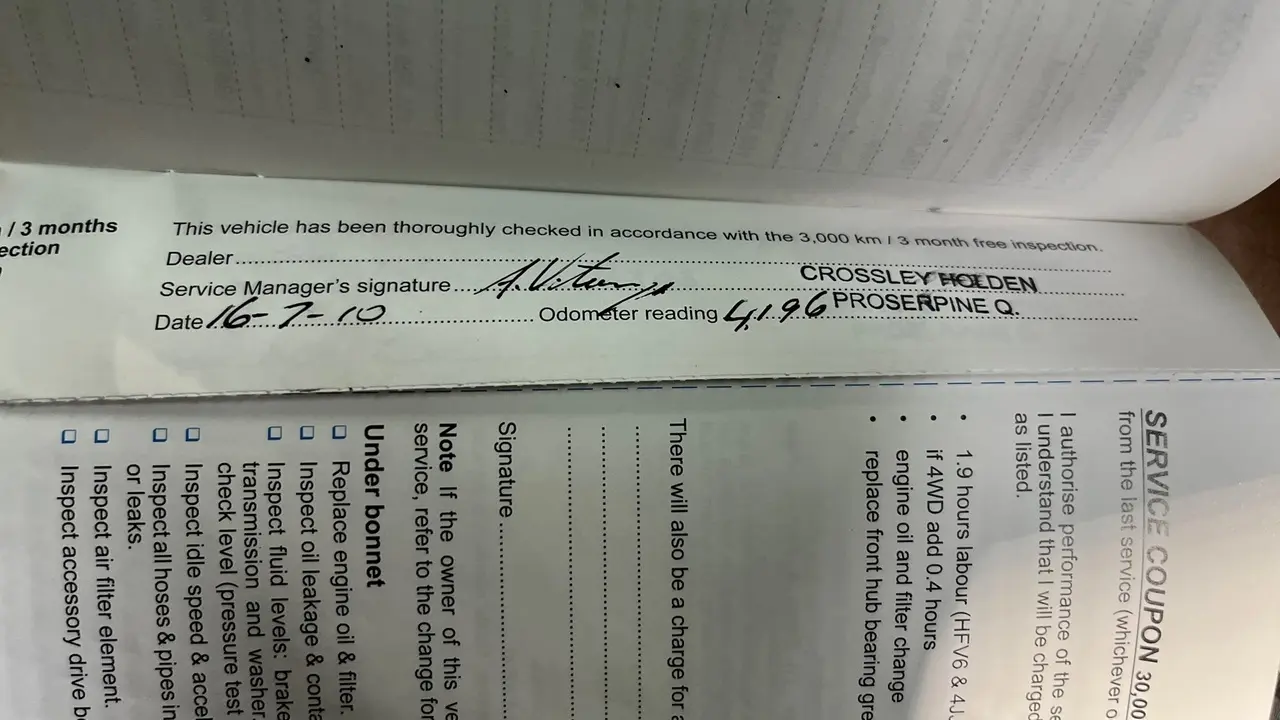 / 3 months
ection
This vehicle has been thoroughly checked in accordance with the 3,000 km / 3 month free inspection.
Dealer
CROSSLEY HOLDEN
Service Manager's signature
PROSERPINE Q.
Date 16-7-10 Odometer reading 4,196
SERVICE COUPON 30,00
from the last service (whichever o
I authorise performance of the se
I understand that I will be charged
as listed.
• 1.9 hours labour (HFV6 & 4J
• if 4WD add 0.4 hours
• engine oil and filter change
• replace front hub bearing gre
There will also be a charge for a
Signature
Note If the owner of this ve
service, refer to the change for
Under bonnet
❑ Replace engine oil & filter.
❑ Inspect oil leakage & conta
❑ Inspect fluid levels: brake
transmission and washer.
check level (pressure test
❑ Inspect idle speed & accel
❑ Inspect all hoses & pipes in
or leaks.
❑ Inspect air filter element.
❑ Inspect accessory drive b